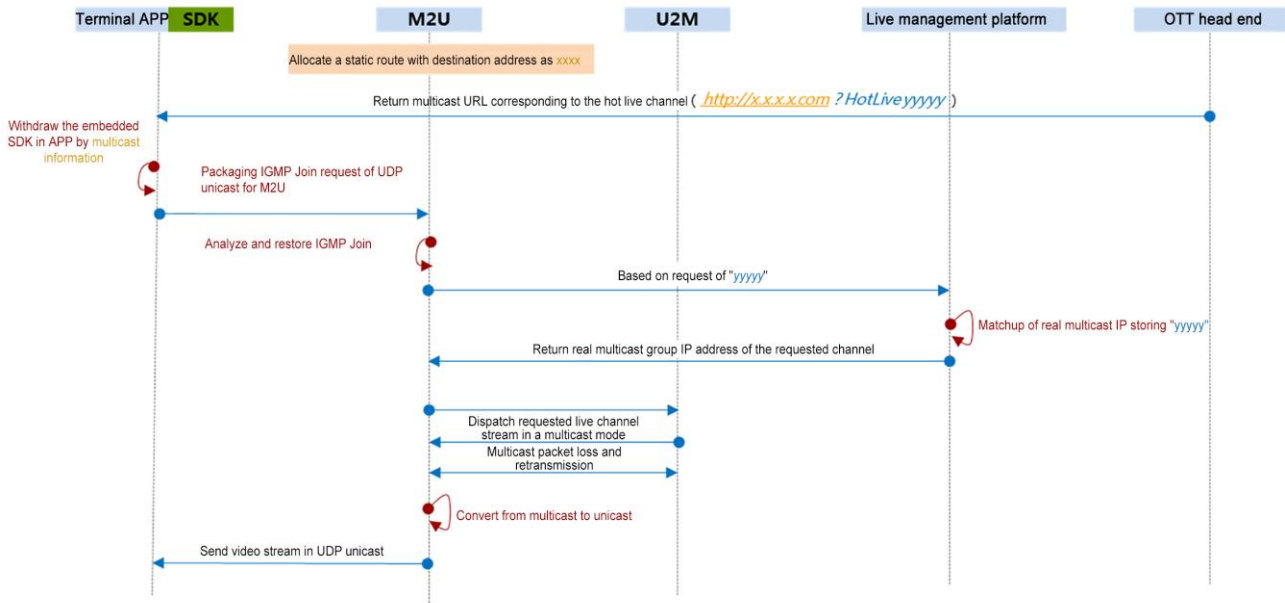 Terminal APP SDK
M2U
U2M
Live management platform
OTT head end
Allocate a static route with destination address as xxxx
Return multicast URL corresponding to the hot live channel ( http://x.x.x.x.com ? HotLive yyyyy )
Withdraw the embedded
SDK in APP by multicast
information
Packaging IGMP Join request of UDP
unicast for M2U
Analyze and restore IGMP Join
Based on request of "yyyyy"
Matchup of real multicast IP storing "yyyyy"
Return real multicast group IP address of the requested channel
Dispatch requested live channel
stream in a multicast mode
Multicast packet loss and
retransmission
Convert from multicast to unicast
Send video stream in UDP unicast